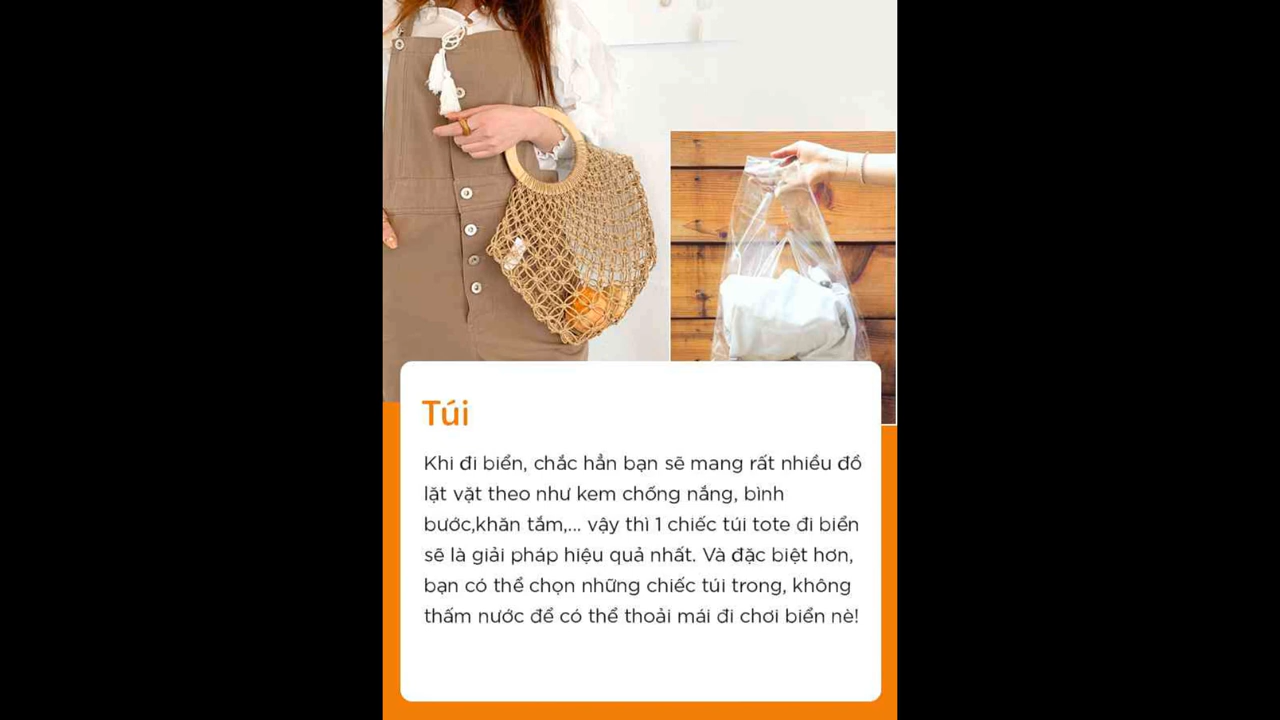 Túi
Khi đi biển, chắc hẳn bạn sẽ mang rất nhiều đồ
lặt vặt theo như kem chống nắng, bình
bước,khăn tắm,... vậy thì 1 chiếc túi tote đi biển
sẽ là giải pháp hiệu quả nhất. Và đặc biệt hơn,
bạn có thể chọn những chiếc túi trong, không
thấm nước để có thể thoải mái đi chơi biển nè!